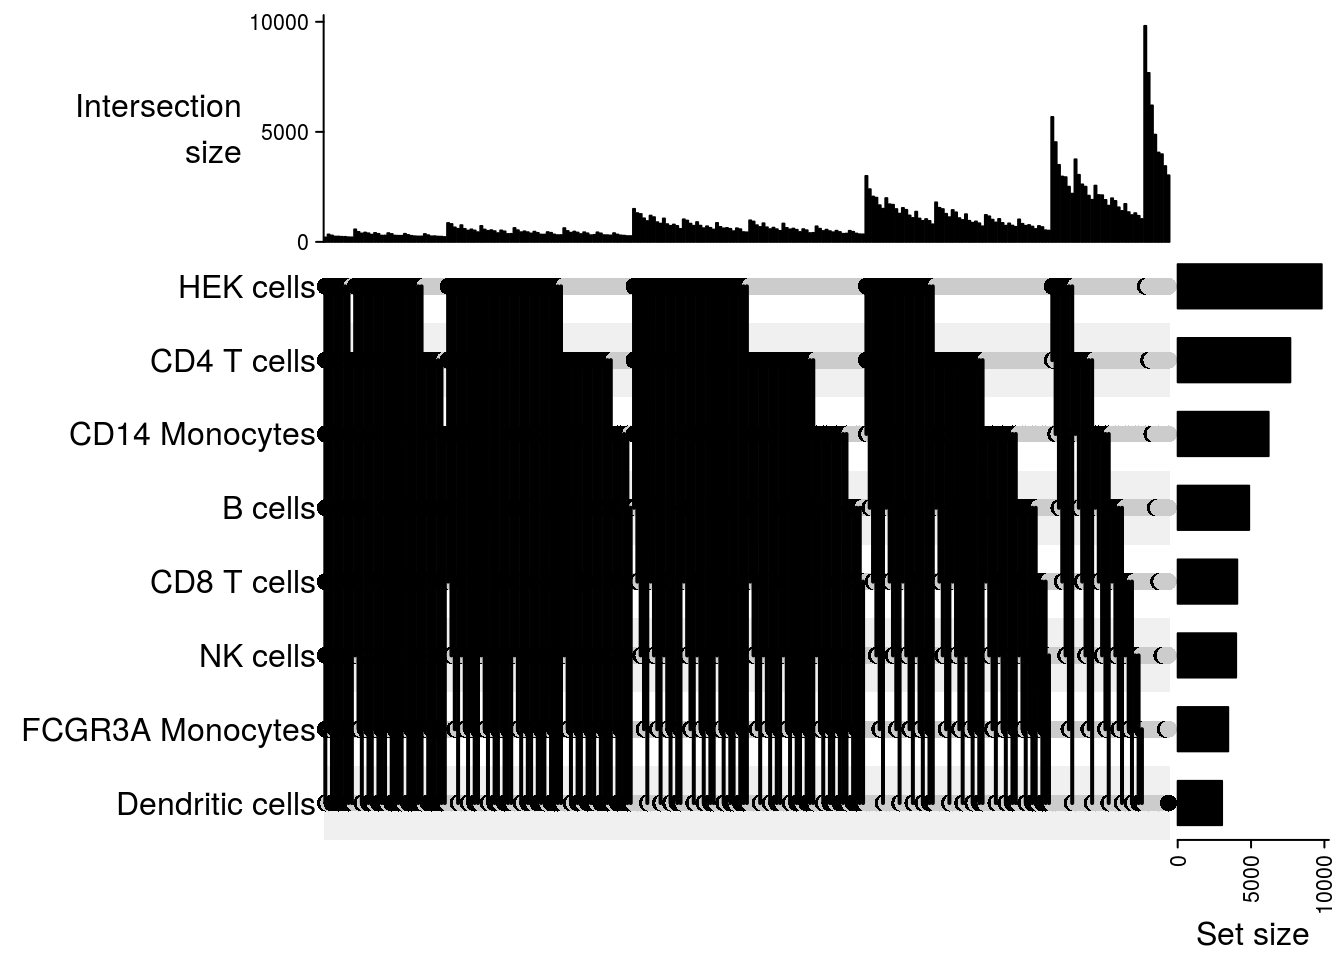 10000
Intersection
size
5000
0
HEK cells
CD4 T cells
CD14 Monocytes
B cells
CD8 T cells
NK cells
FCGR3A Monocytes
Dendritic cells
0
5000
10000
Set size